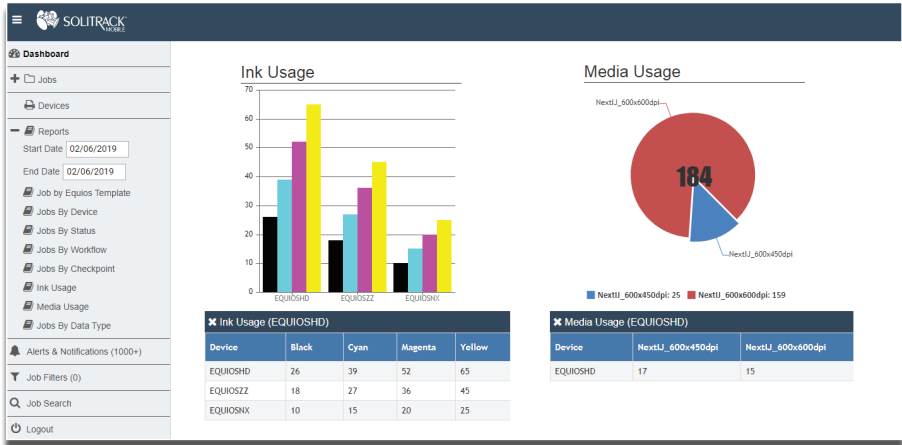 SOLITRACK
MOBILE
Dashboard
Jobs
Devices
Reports
Start Date 02/06/2019
End Date 02/06/2019
Job by Equios Template
Jobs By Device
Jobs By Status
Jobs By Workflow
Jobs By Checkpoint
Ink Usage
Media Usage
Jobs By Data Type
Alerts & Notifications (1000+)
Job Filters (0)
Job Search
Logout
Ink Usage
70
60
50
40
30
20
10
0
EQUIOSHD EQUIOSZZ EQUIOSNX
Media Usage
NextIJ_600x600dpi
184
NextIJ_600x450dpi
NextIJ_600x450dpi: 25 NextIJ_600x600dpi: 159
Ink Usage (EQUIOSHD)
Device Black Cyan Magenta Yellow
EQUIOSHD 26 39 52 65
EQUIOSZZ 18 27 36 45
EQUIOSNX 10 15 20 25
Media Usage (EQUIOSHD)
Device NextIJ_600x450dpi NextIJ_600x600dpi
EQUIOSHD 17 15